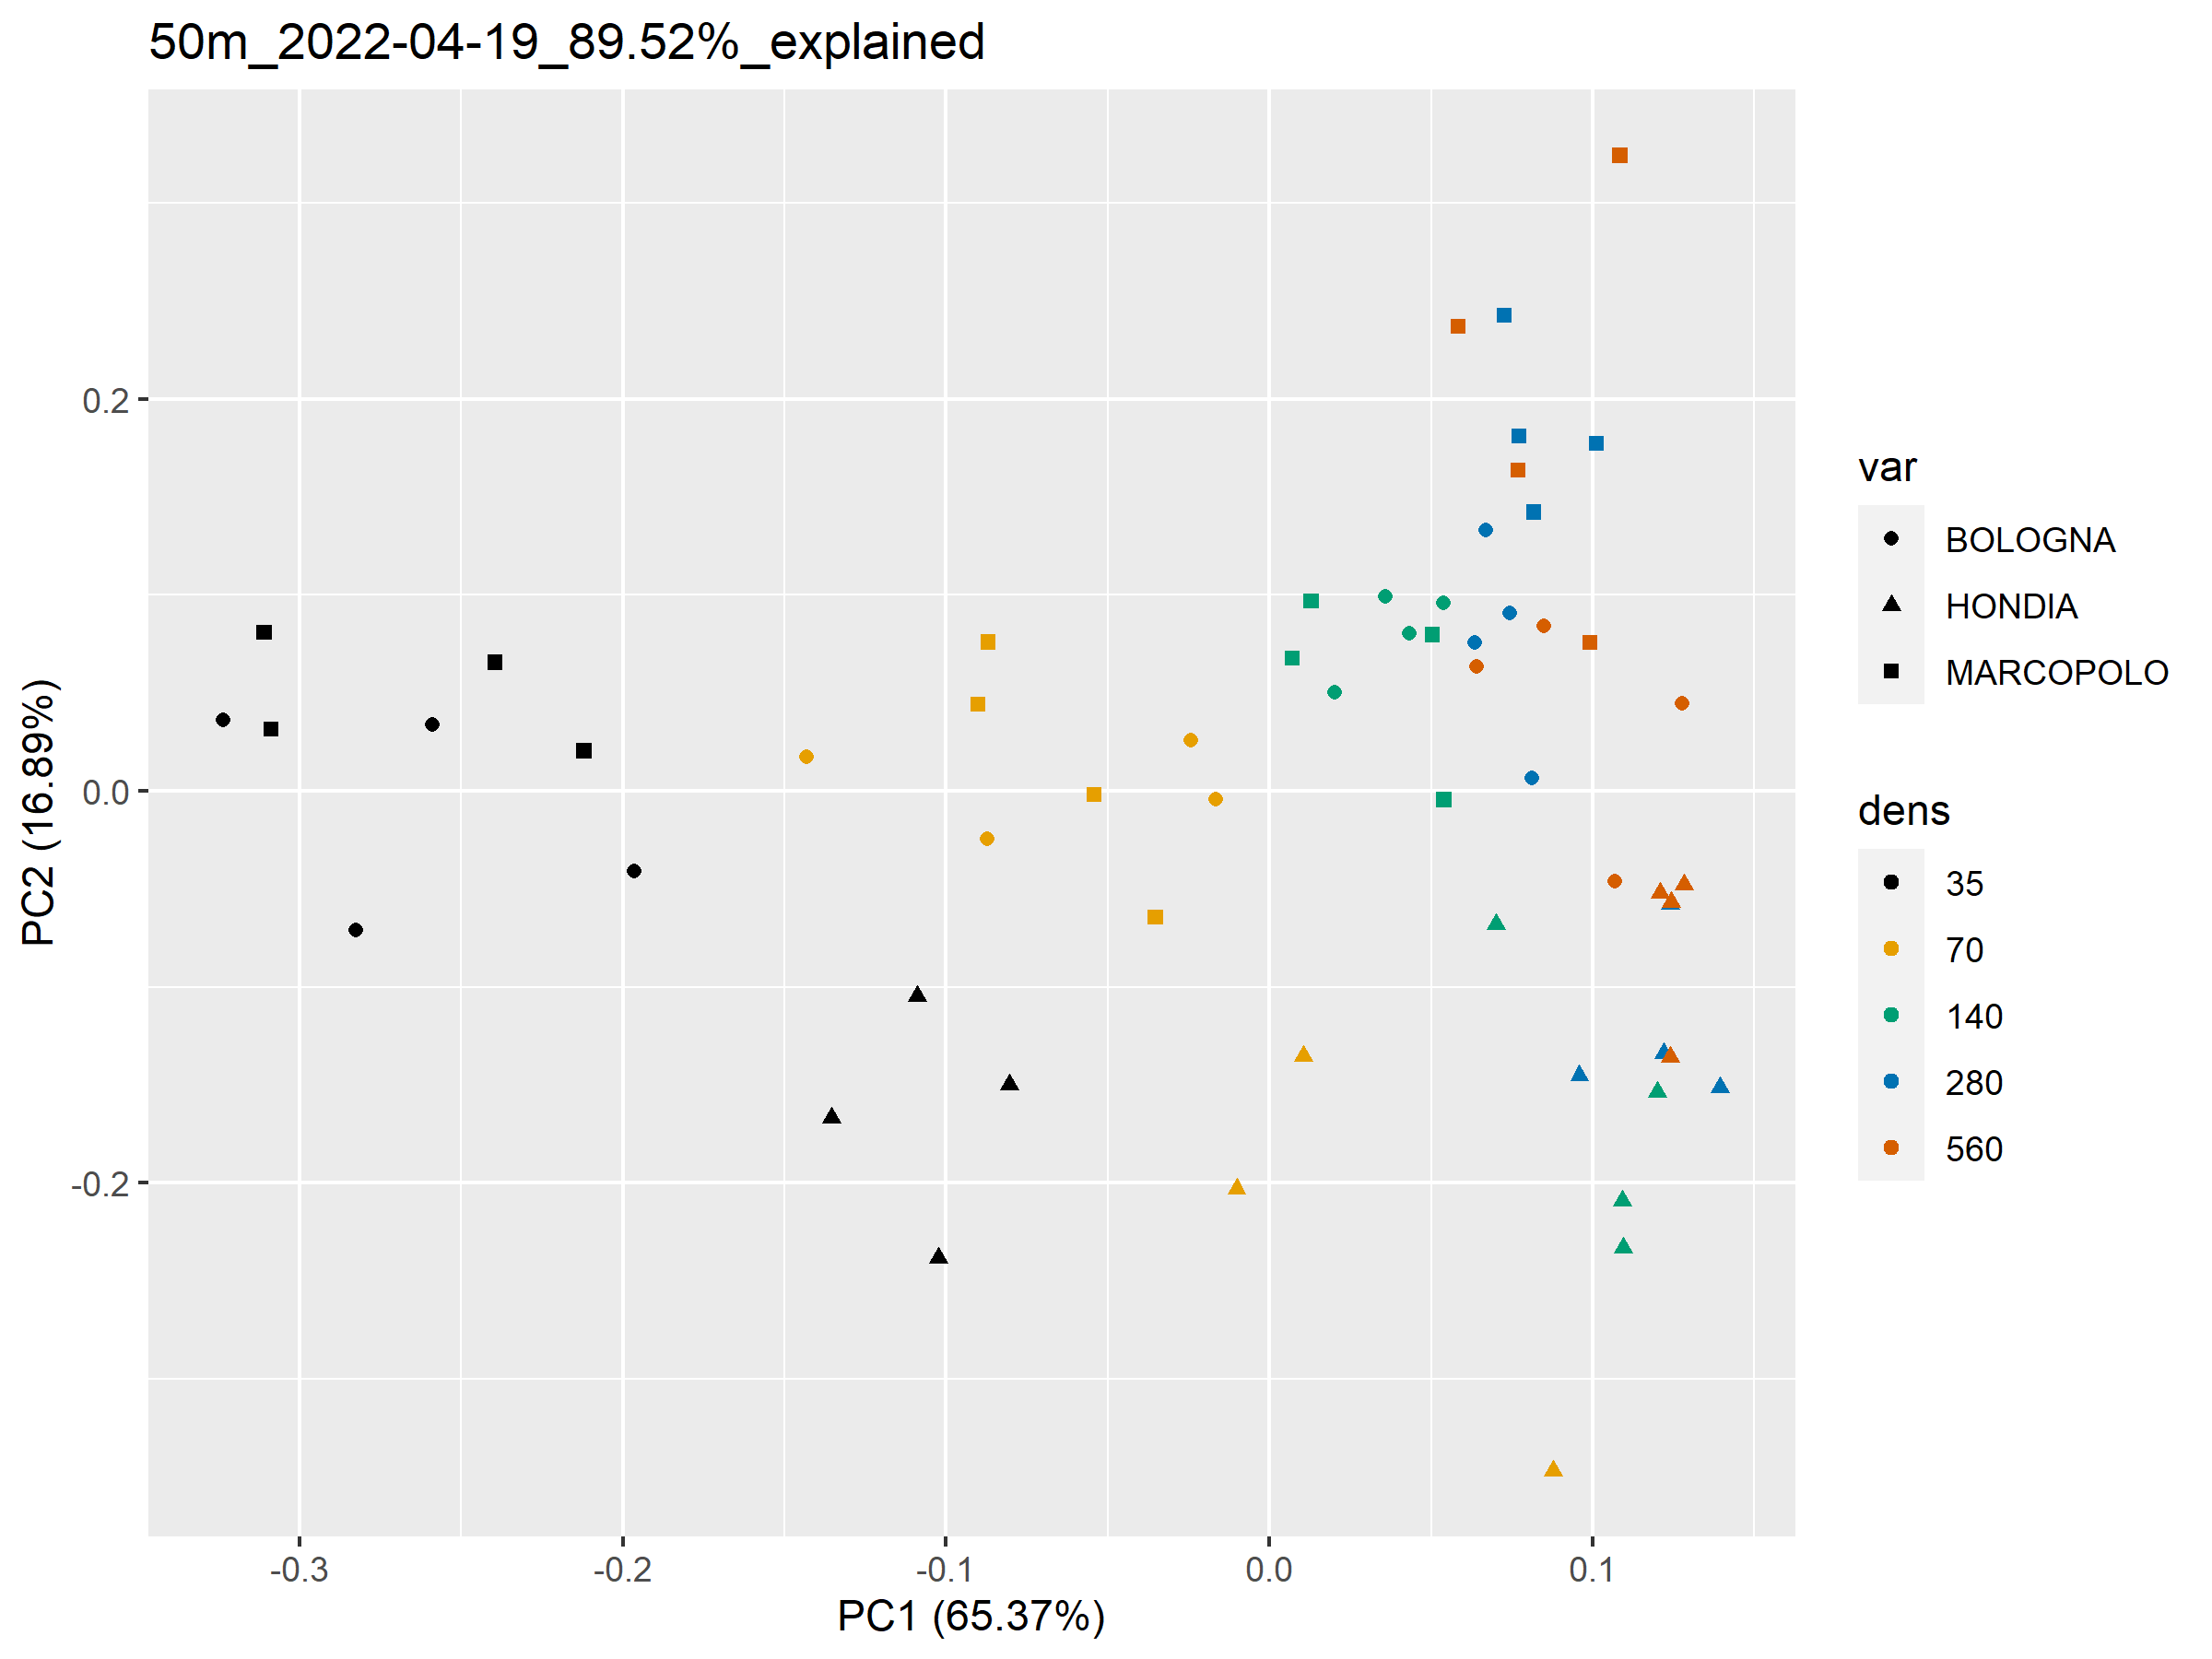 50m_2022-04-19_89.52%_explained
PC2 (16.89%)
0.2
0.0
-0.2
-0.3
-0.2
-0.1
0.0
0.1
PC1 (65.37%)
var
BOLOGNA
HONDIA
MARCOPOLO
dens
35
70
140
280
560